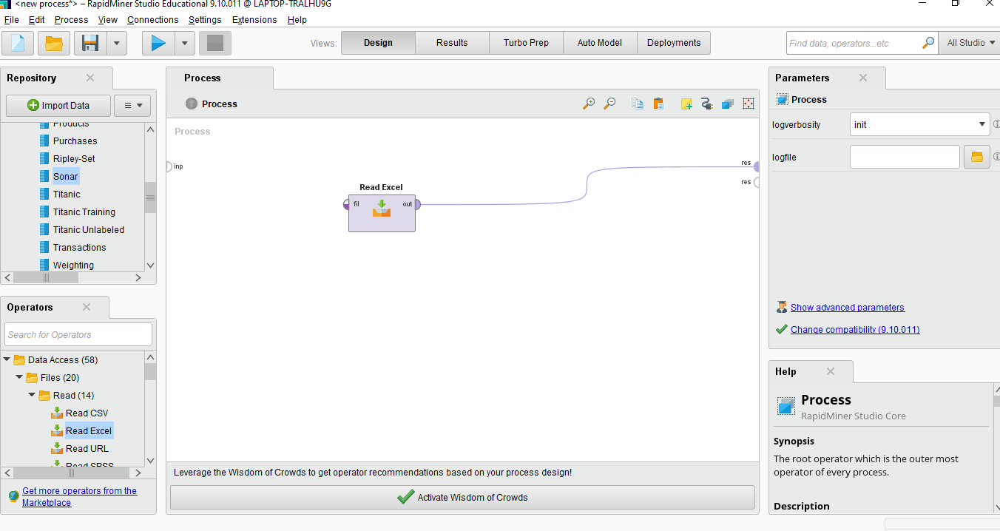 <new process*> – RapidMiner Studio Educational 9.10.011 @ LAPTOP-TRALHU9G
File Edit Process View Connections Settings Extensions Help
Views: Design Results Turbo Prep Auto Model Deployments
Find data, operators...etc
All Studio
Repository
Import Data
Products
Purchases
Ripley-Set
Sonar
Titanic
Titanic Training
Titanic Unlabeled
Transactions
Weighting
Operators
Search for Operators
Data Access (58)
Files (20)
Read (14)
Read CSV
Read Excel
Read URL
Read SPSS
Get more operators from the
Marketplace
Process
Process
Process
inp
res
res
Read Excel
fil out
Leverage the Wisdom of Crowds to get operator recommendations based on your process design!
Activate Wisdom of Crowds
Parameters
Process
logverbosity init
logfile
Show advanced parameters
Change compatibility (9.10.011)
Help
Process
RapidMiner Studio Core
Synopsis
The root operator which is the outer most
operator of every process.
Description